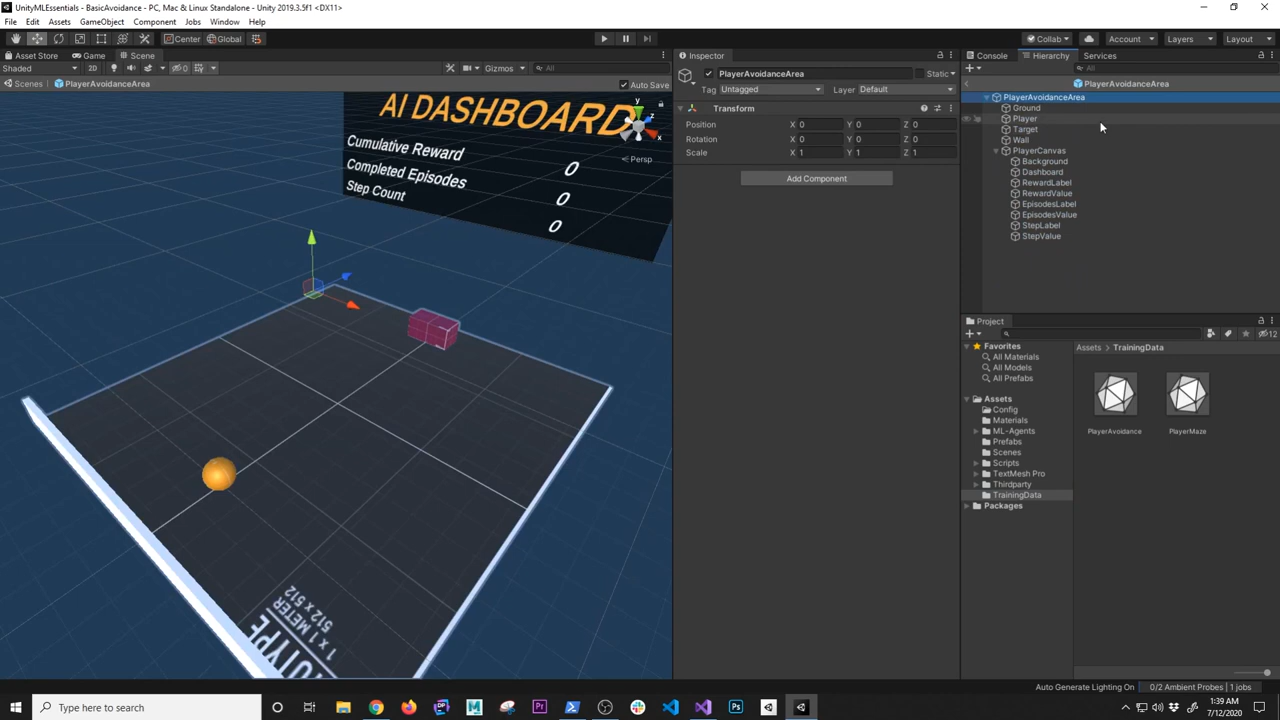 UnityMLEssentials - BasicAvoidance - PC, Mac & Linux Standalone - Unity 2019.3.5f1 <DX11>
File Edit Assets GameObject Component Jobs Window Help
Center Global
Collab Account Layers Layout
Asset Store Game Scene
Shaded 2D 0 Gizmos All
Scenes PlayerAvoidanceArea
Auto Save
AI DASHBOARD
Cumulative Reward 0
Completed Episodes 0
Step Count 0
y
z
Persp
1 x 1 METER
512 x 512
Inspector
PlayerAvoidanceArea Static
Tag Untagged Layer Default
Transform
Position X 0 Y 0 Z 0
Rotation X 0 Y 0 Z 0
Scale X 1 Y 1 Z 1
Add Component
Console Hierarchy Services
All
PlayerAvoidanceArea
PlayerAvoidanceArea
Ground
Player
Target
Wall
PlayerCanvas
Background
Dashboard
RewardLabel
RewardValue
EpisodesLabel
EpisodesValue
StepLabel
StepValue
Project
12
Favorites
All Materials
All Models
All Prefabs
Assets
Config
Materials
ML-Agents
Prefabs
Scenes
Scripts
TextMesh Pro
Thirdparty
TrainingData
Packages
Assets TrainingData
PlayerAvoidance PlayerMaze
Auto Generate Lighting On 0/2 Ambient Probes | 1 jobs
Type here to search
1:39 AM
7/12/2020